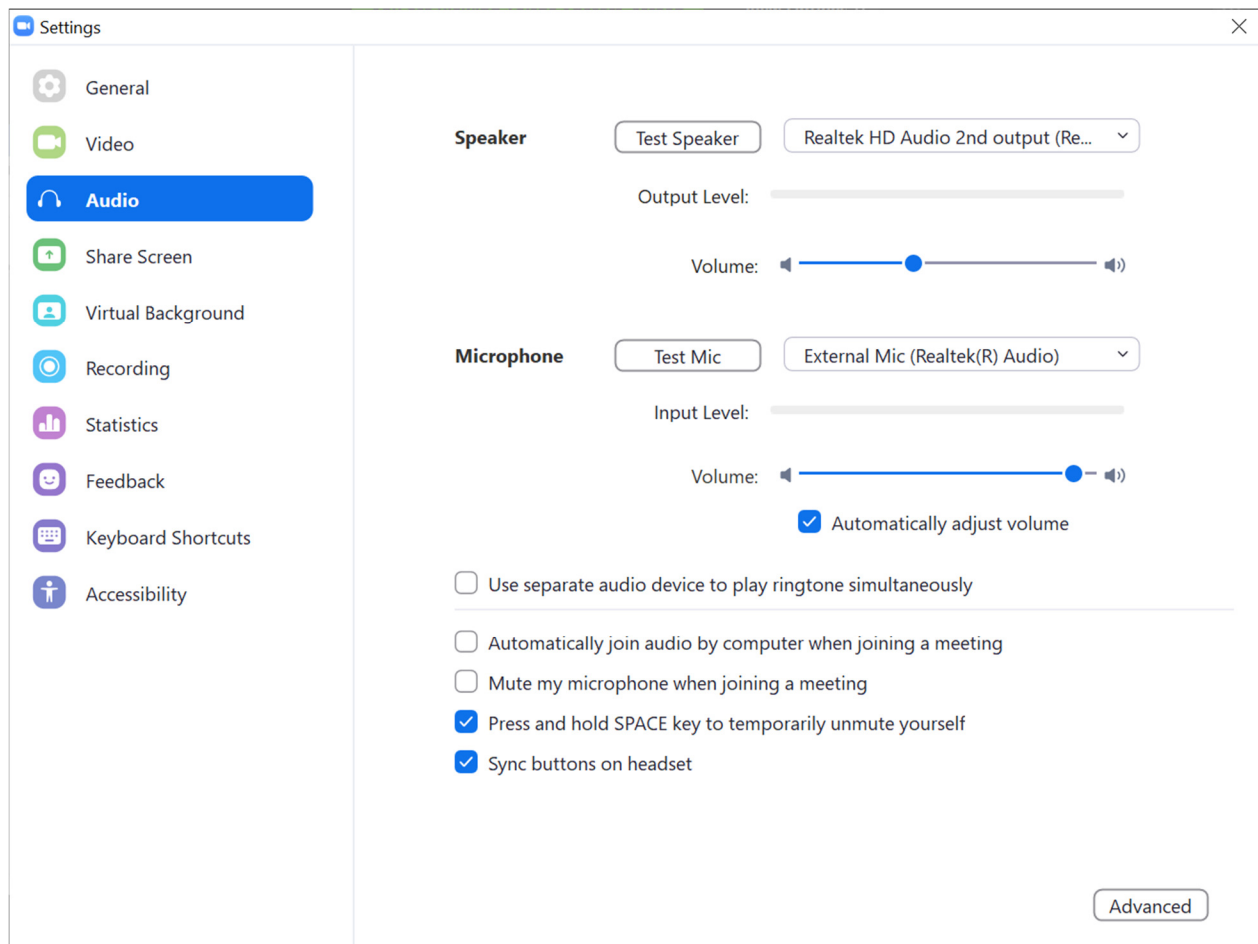 Settings
General
Video
Audio
Share Screen
Virtual Background
Recording
Statistics
Feedback
Keyboard Shortcuts
Accessibility
Speaker
Test Speaker
Realtek HD Audio 2nd output (Re...
Output Level:
Volume:
Microphone
Test Mic
External Mic (Realtek(R) Audio)
Input Level:
Volume:
Automatically adjust volume
Use separate audio device to play ringtone simultaneously
Automatically join audio by computer when joining a meeting
Mute my microphone when joining a meeting
Press and hold SPACE key to temporarily unmute yourself
Sync buttons on headset
Advanced